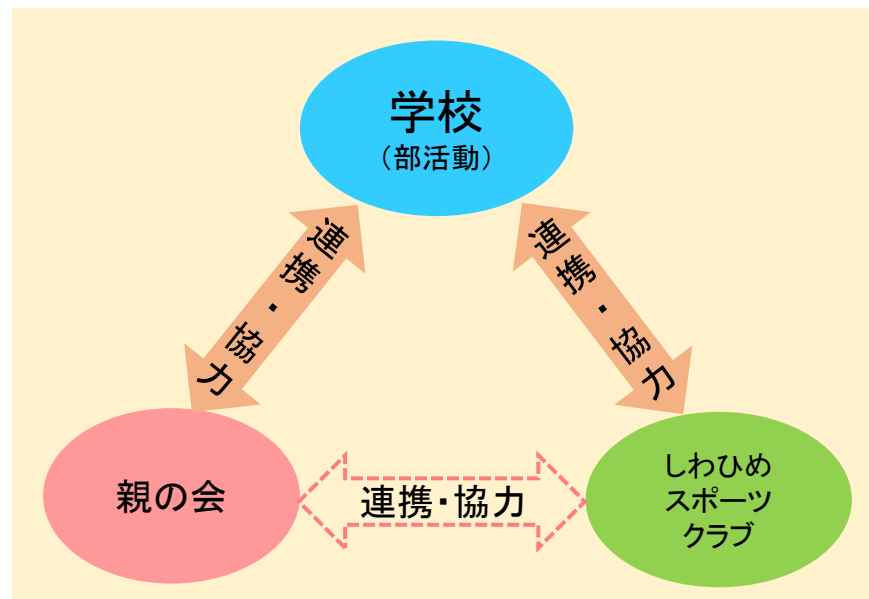 学校
（部活動）
連携・協力
連携・協力
親の会
連携・協力
しわひめ
スポーツ
クラブ